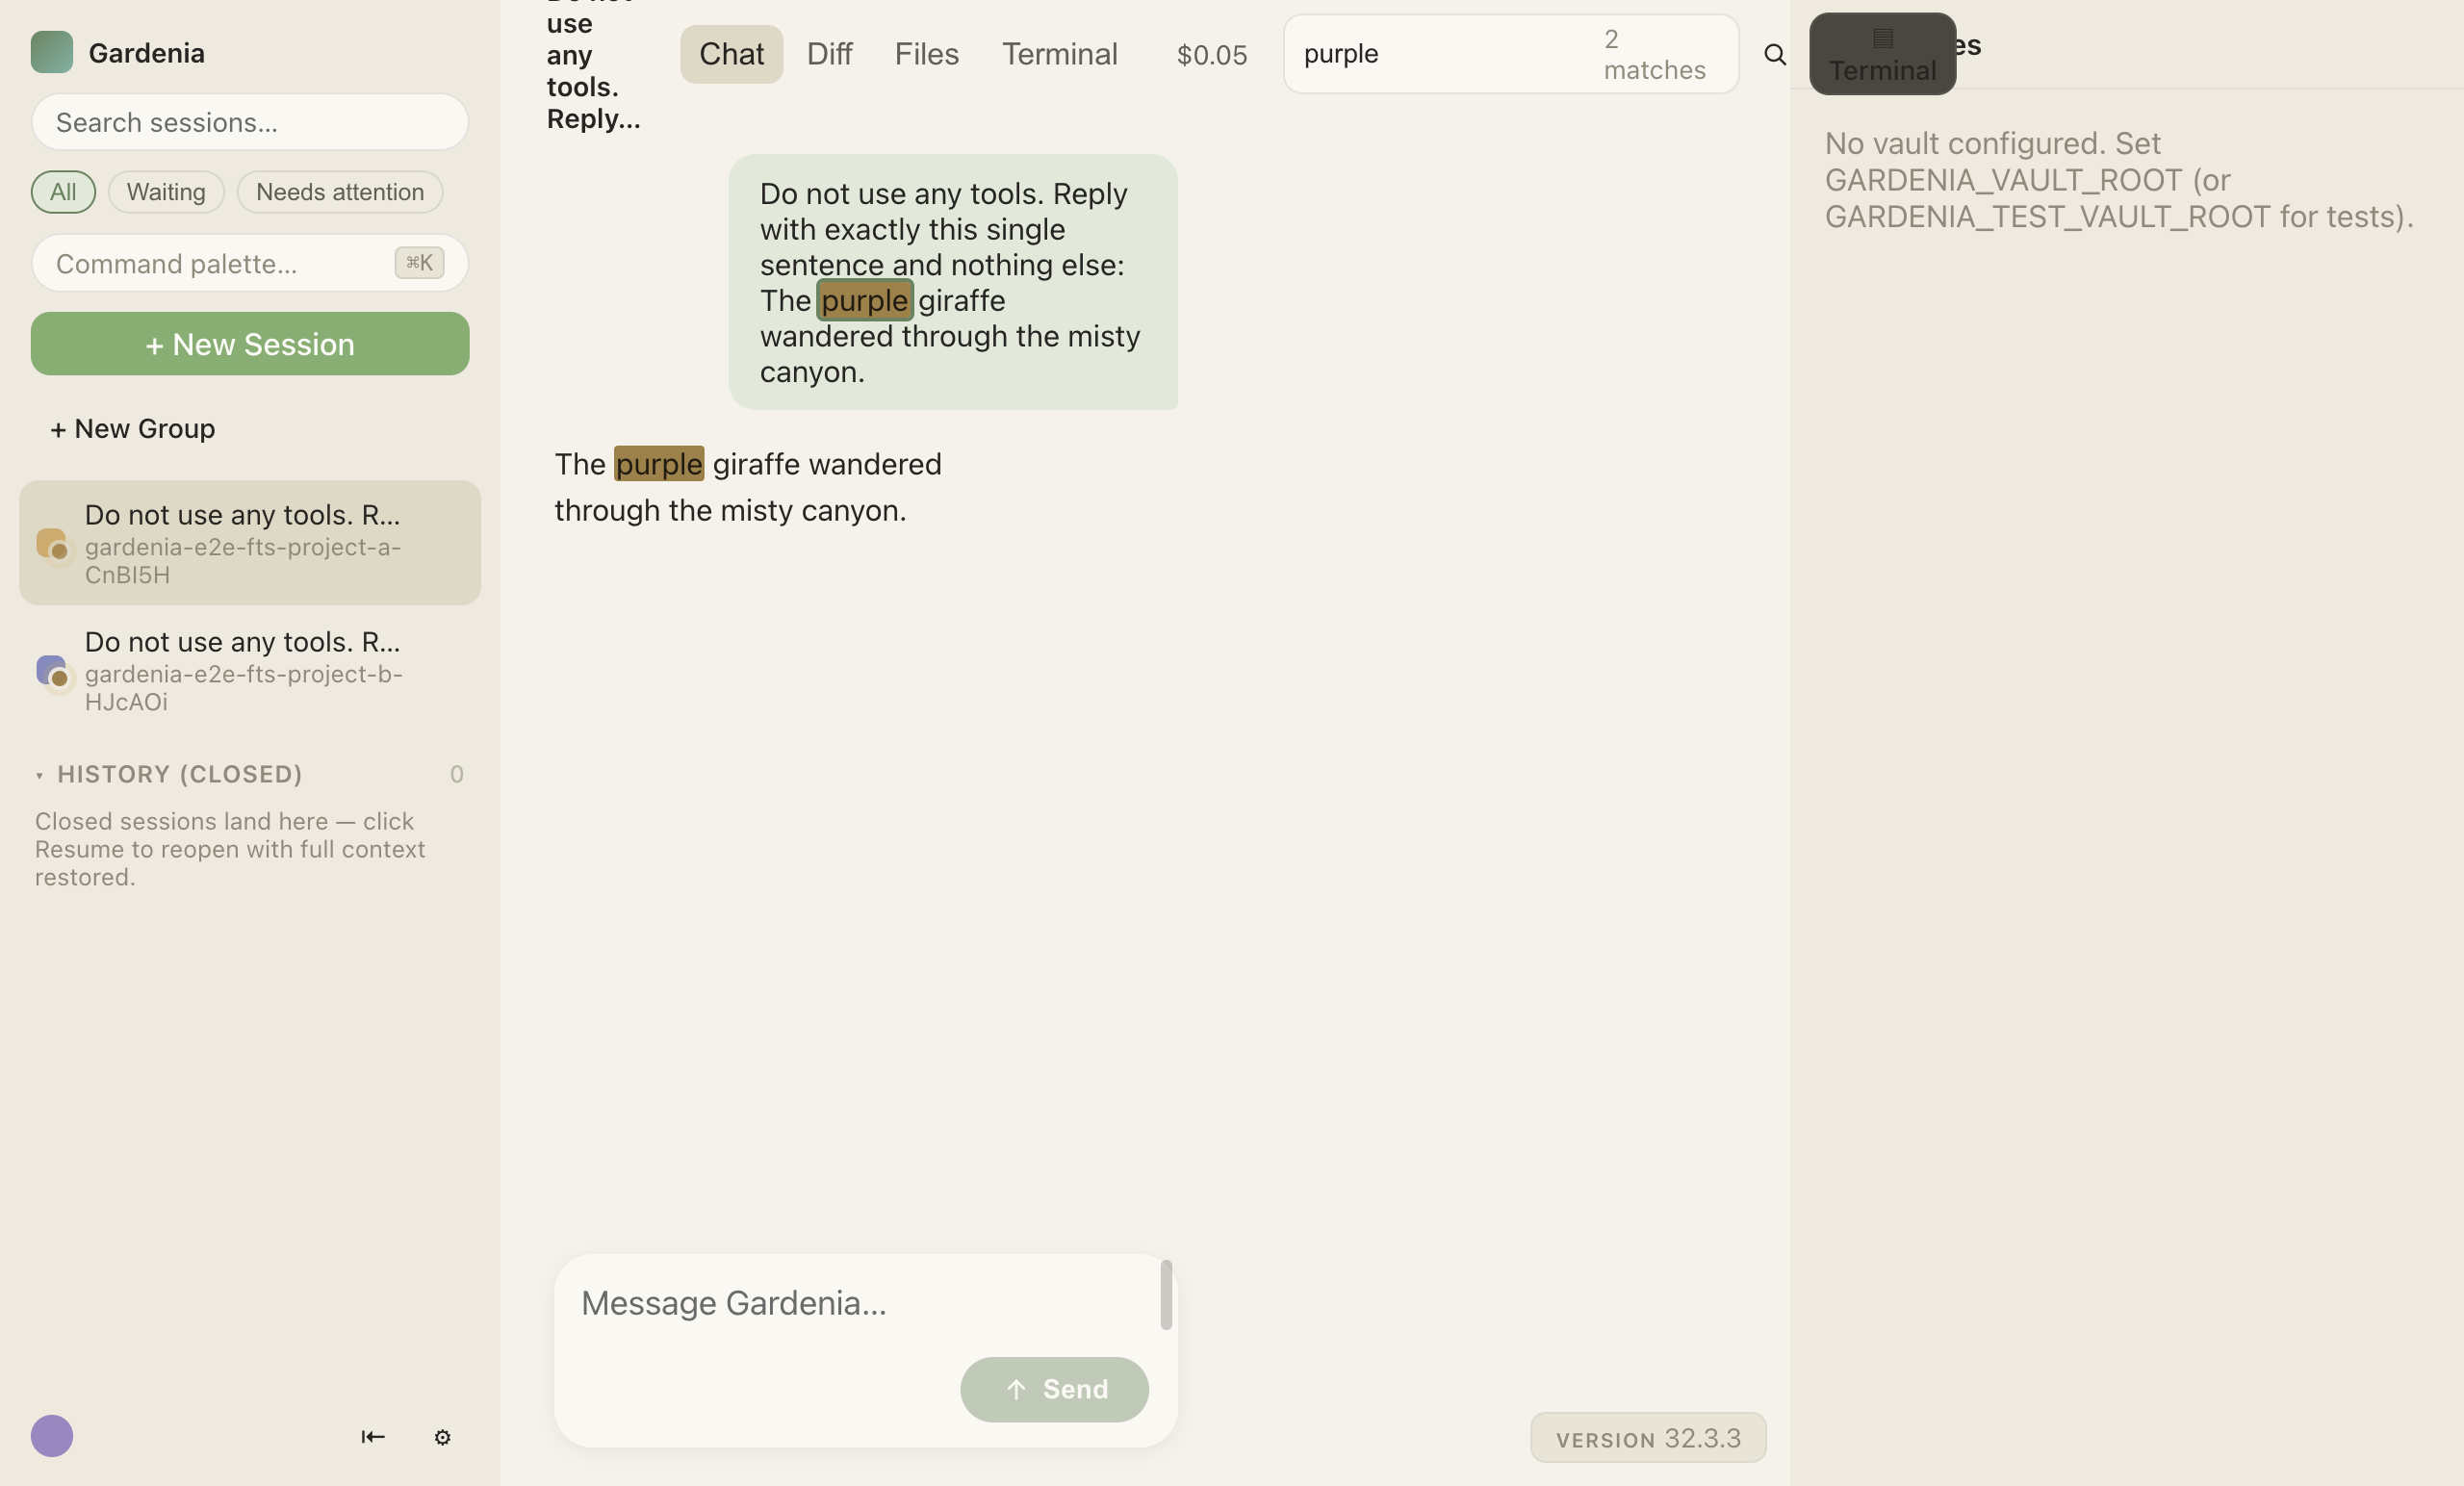 Gardenia
Search sessions...
All
Waiting
Needs attention
Command palette...
⌘K
+ New Session
+ New Group
Do not use any tools. R...
gardenia-e2e-fts-project-a-
CnBI5H
Do not use any tools. R...
gardenia-e2e-fts-project-b-
HJcAOi
▾ HISTORY (CLOSED) 0
Closed sessions land here — click
Resume to reopen with full context
restored.
use
any
tools.
Reply...
Chat
Diff
Files
Terminal
$0.05
purple
2
matches
Do not use any tools. Reply
with exactly this single
sentence and nothing else:
The purple giraffe
wandered through the misty
canyon.
The purple giraffe wandered
through the misty canyon.
Message Gardenia...
↑ Send
VERSION 32.3.3
Terminal
es
No vault configured. Set
GARDENIA_VAULT_ROOT (or
GARDENIA_TEST_VAULT_ROOT for tests).